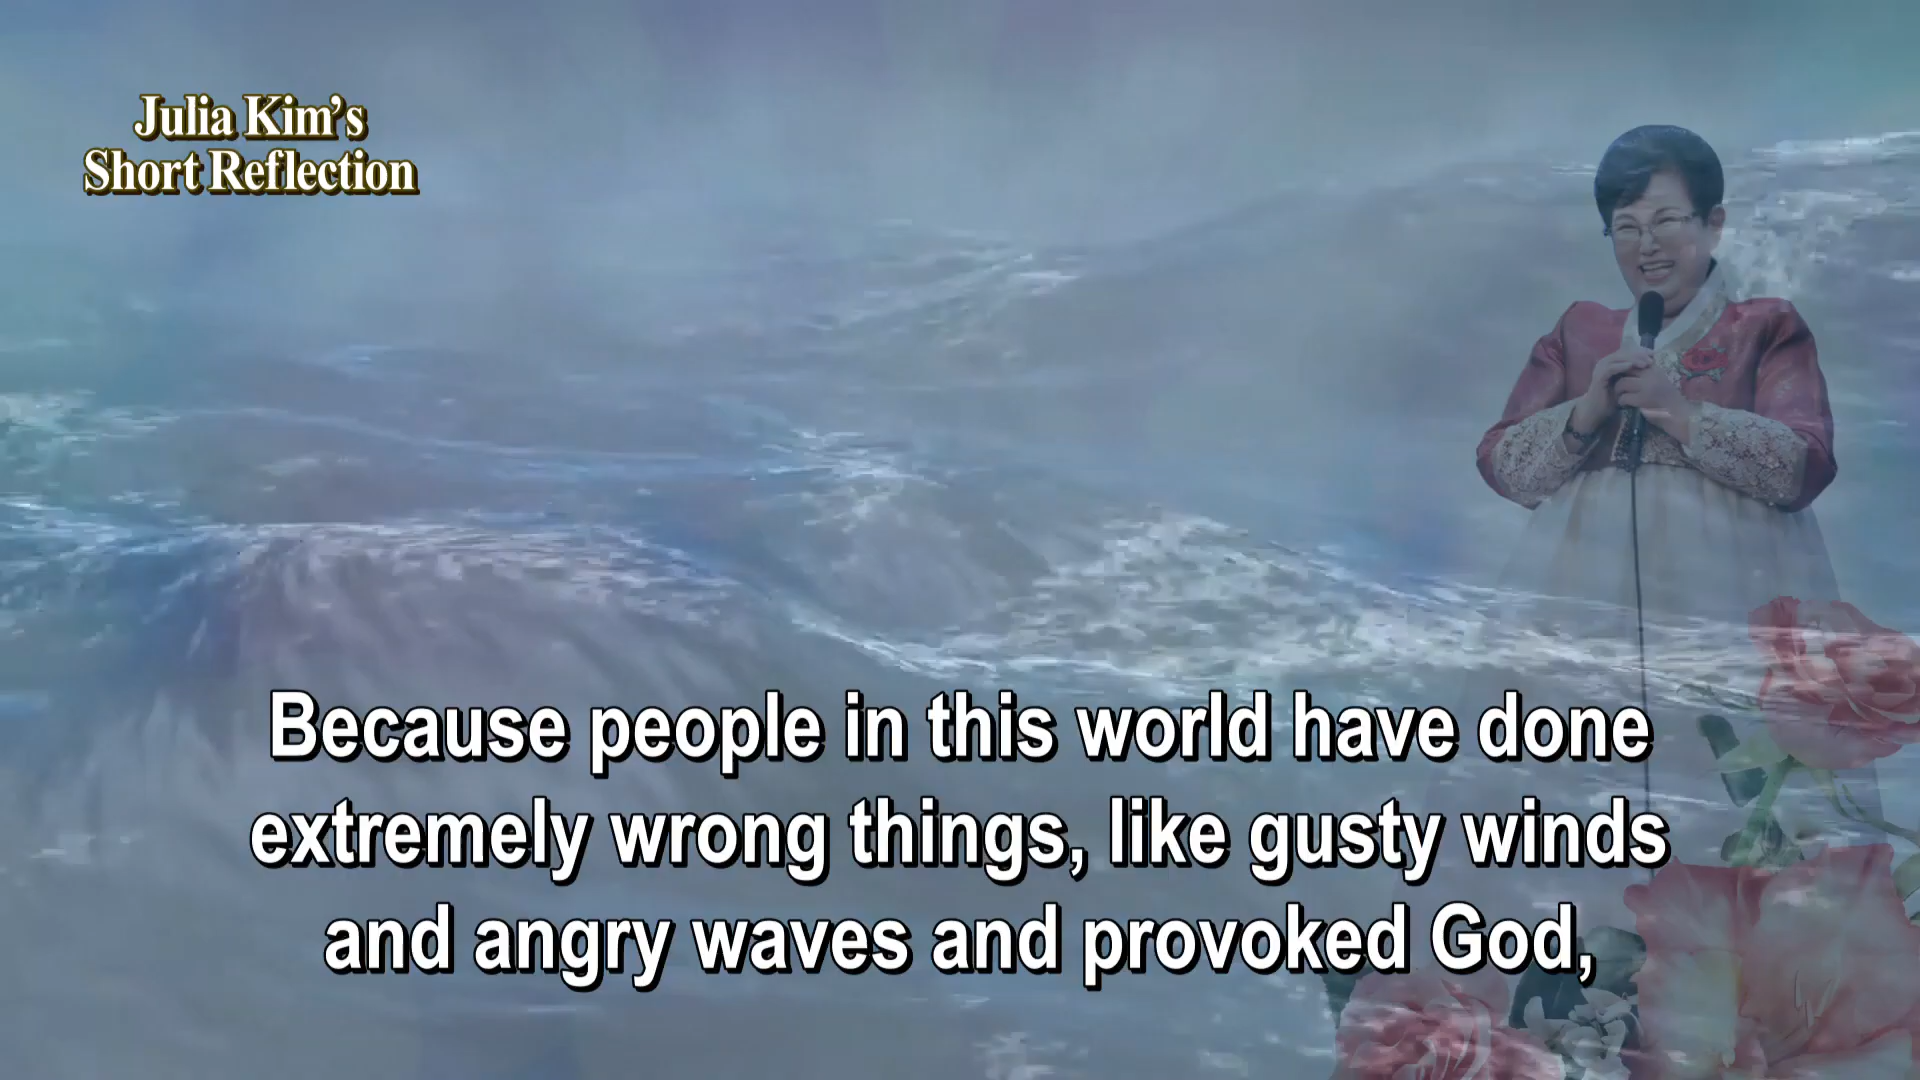 Julia Kim’s
Short Reflection
Because people in this world have done
extremely wrong things, like gusty winds
and angry waves and provoked God,